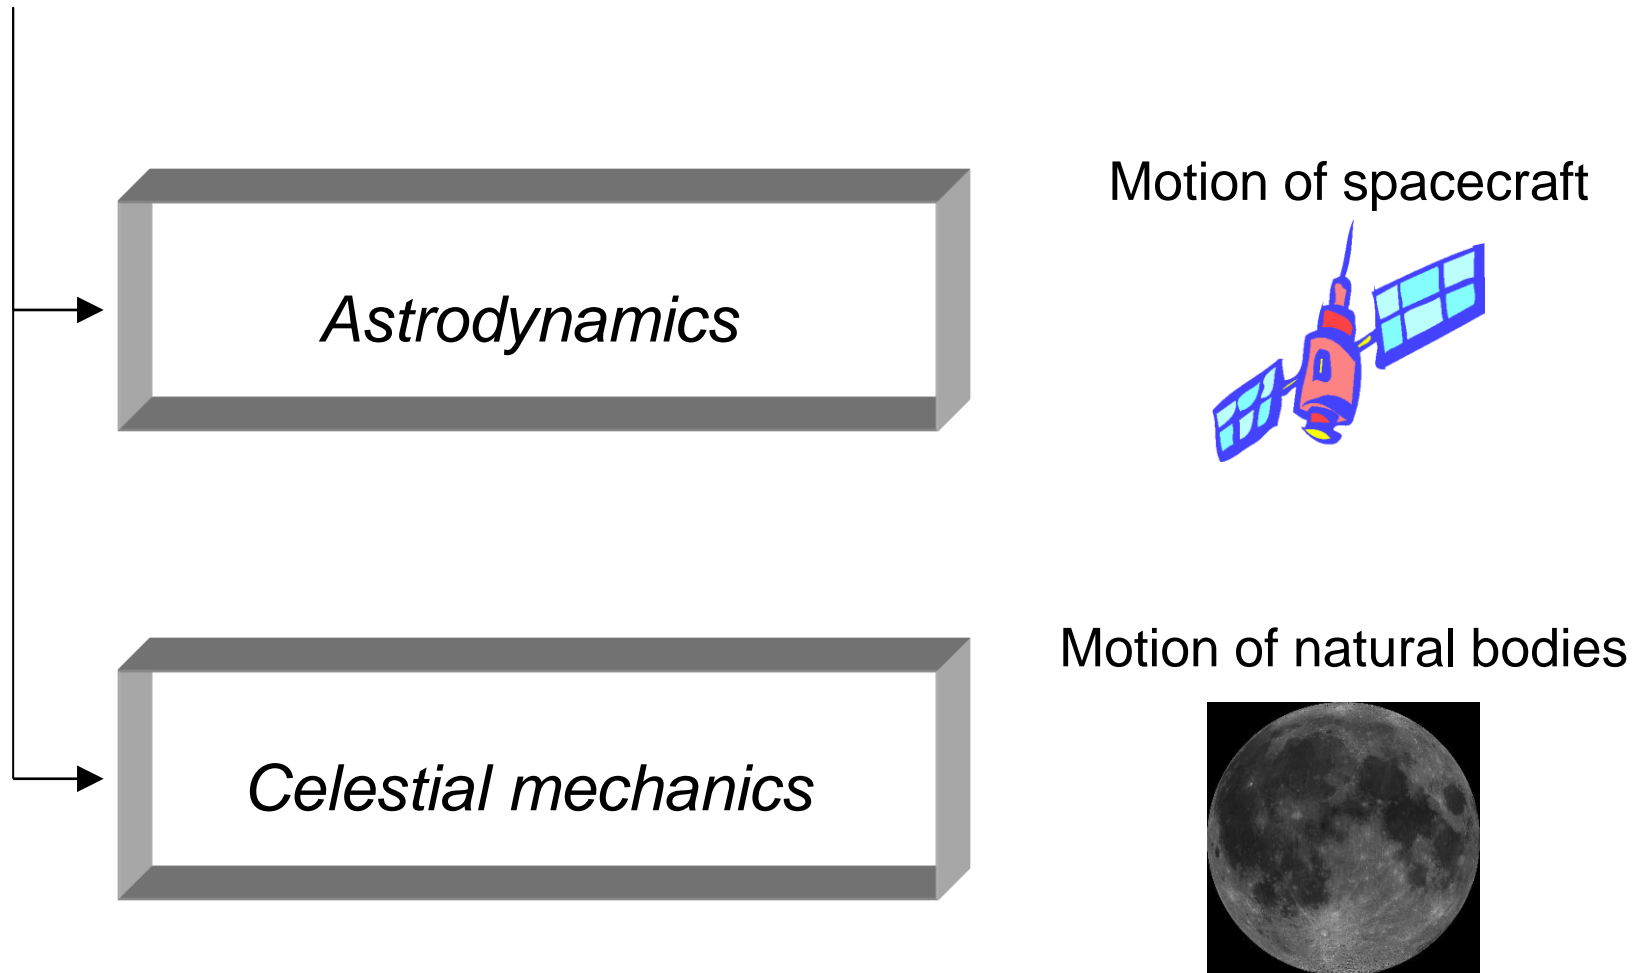 Motion of spacecraft
Astrodynamics
Motion of natural bodies
Celestial mechanics